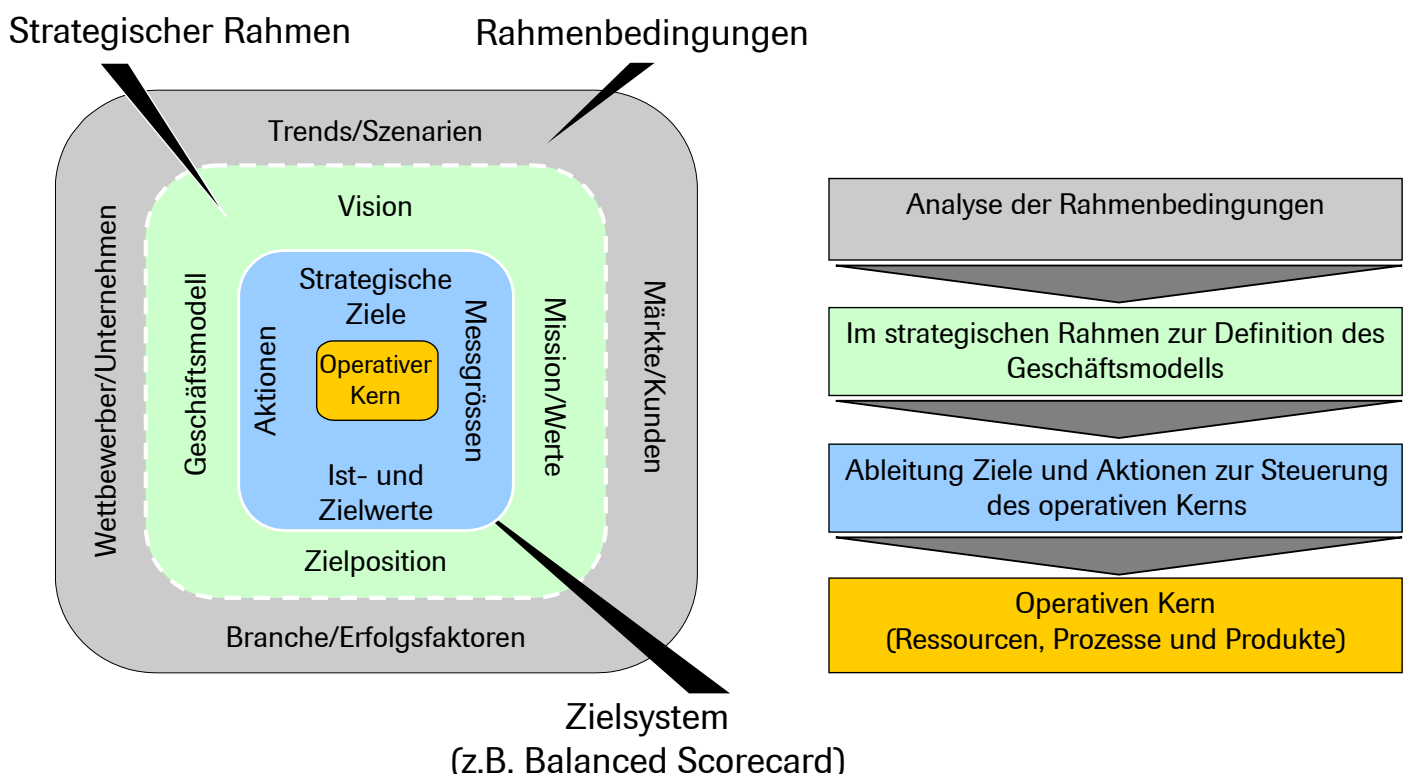 Strategischer Rahmen
Rahmenbedingungen
Trends/Szenarien
Vision
Wettbewerber/Unternehmen
Geschäftsmodell
Aktionen
Strategische
Ziele
Operativer
Kern
Messgrössen
Mission/Werte
Märkte/Kunden
Ist- und
Zielwerte
Zielposition
Branche/Erfolgsfaktoren
Zielsystem
(z.B. Balanced Scorecard)
Analyse der Rahmenbedingungen
Im strategischen Rahmen zur Definition des
Geschäftsmodells
Ableitung Ziele und Aktionen zur Steuerung
des operativen Kerns
Operativen Kern
(Ressourcen, Prozesse und Produkte)